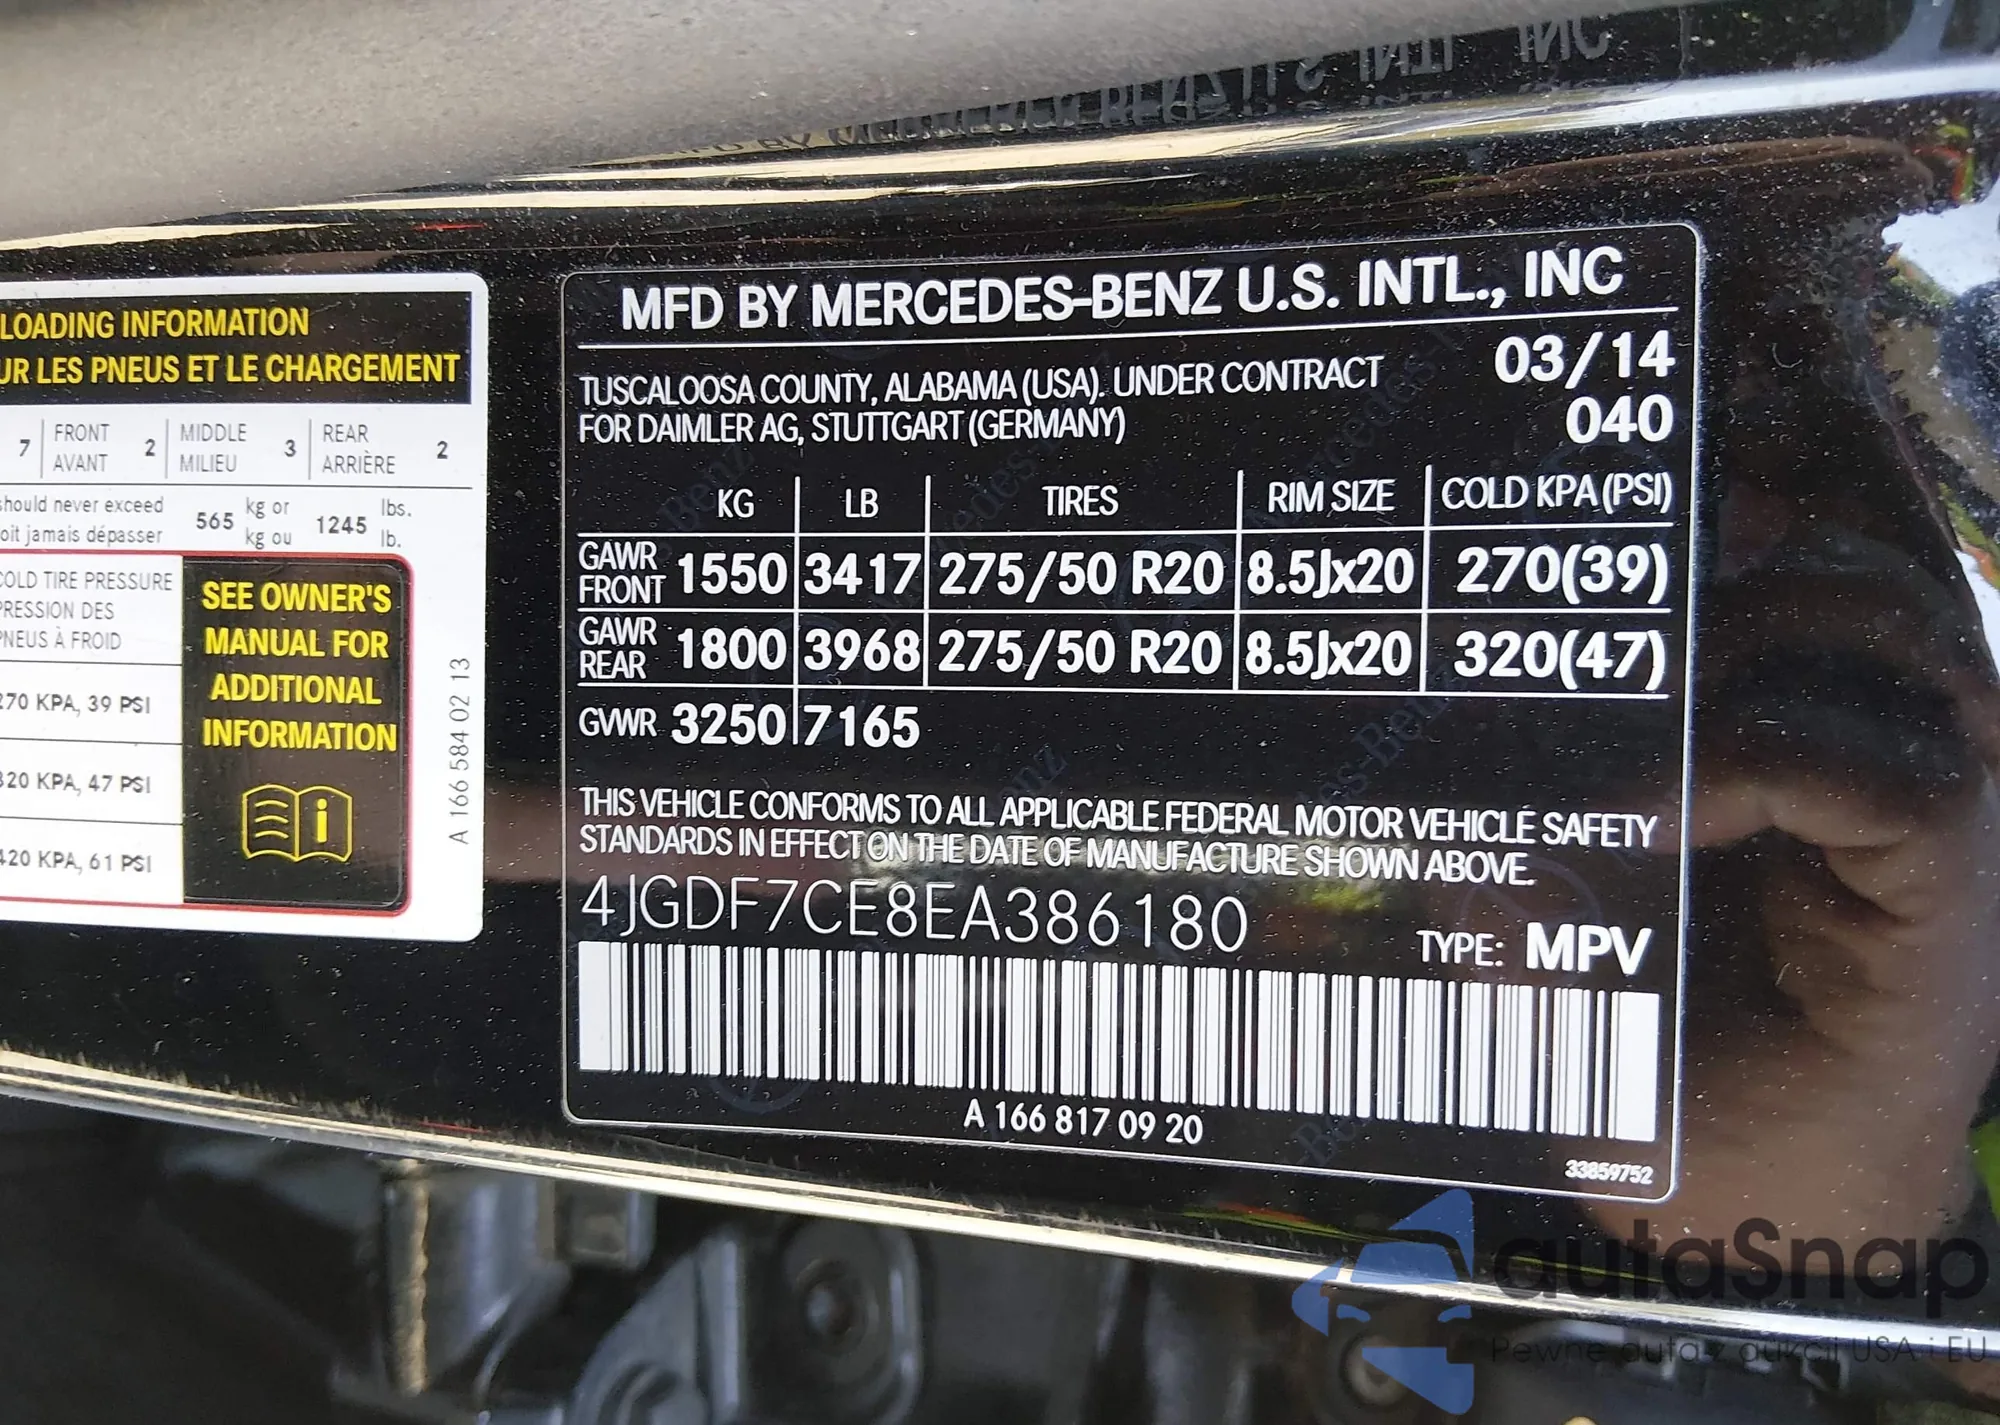 LOADING INFORMATION
UR LES PNEUS ET LE CHARGEMENT
7 FRONT AVANT 2 MIDDLE MILIEU 3 REAR ARRIÈRE 2
should never exceed 565 kg or 1245 lbs.
oit jamais dépasser kg ou lb.
COLD TIRE PRESSURE
PRESSION DES
PNEUS À FROID
270 KPA, 39 PSI
320 KPA, 47 PSI
420 KPA, 61 PSI
SEE OWNER'S
MANUAL FOR
ADDITIONAL
INFORMATION
A 166 584 02 13
MFD BY MERCEDES-BENZ U.S. INTL., INC
TUSCALOOSA COUNTY, ALABAMA (USA). UNDER CONTRACT
FOR DAIMLER AG, STUTTGART (GERMANY)
03/14
040
KG LB TIRES RIM SIZE COLD KPA (PSI)
GAWR FRONT 1550 3417 275/50 R20 8.5Jx20 270(39)
GAWR REAR 1800 3968 275/50 R20 8.5Jx20 320(47)
GVWR 3250 7165
THIS VEHICLE CONFORMS TO ALL APPLICABLE FEDERAL MOTOR VEHICLE SAFETY
STANDARDS IN EFFECT ON THE DATE OF MANUFACTURE SHOWN ABOVE.
4JGDF7CE8EA386180
TYPE: MPV
A 166 817 09 20
33859752
autaSnap
Pewne auta z aukcji USA i EU